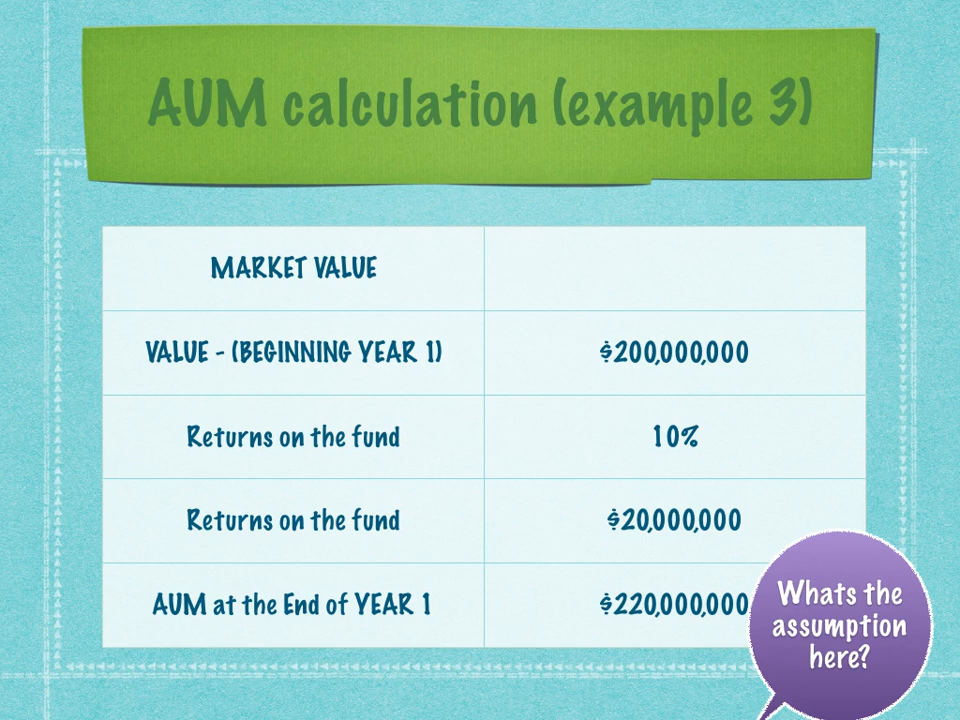 AUM calculation (example 3)
MARKET VALUE
VALUE - (BEGINNING YEAR 1) $200,000,000
Returns on the fund 10%
Returns on the fund $20,000,000
AUM at the End of YEAR 1 $220,000,000
Whats the
assumption
here?